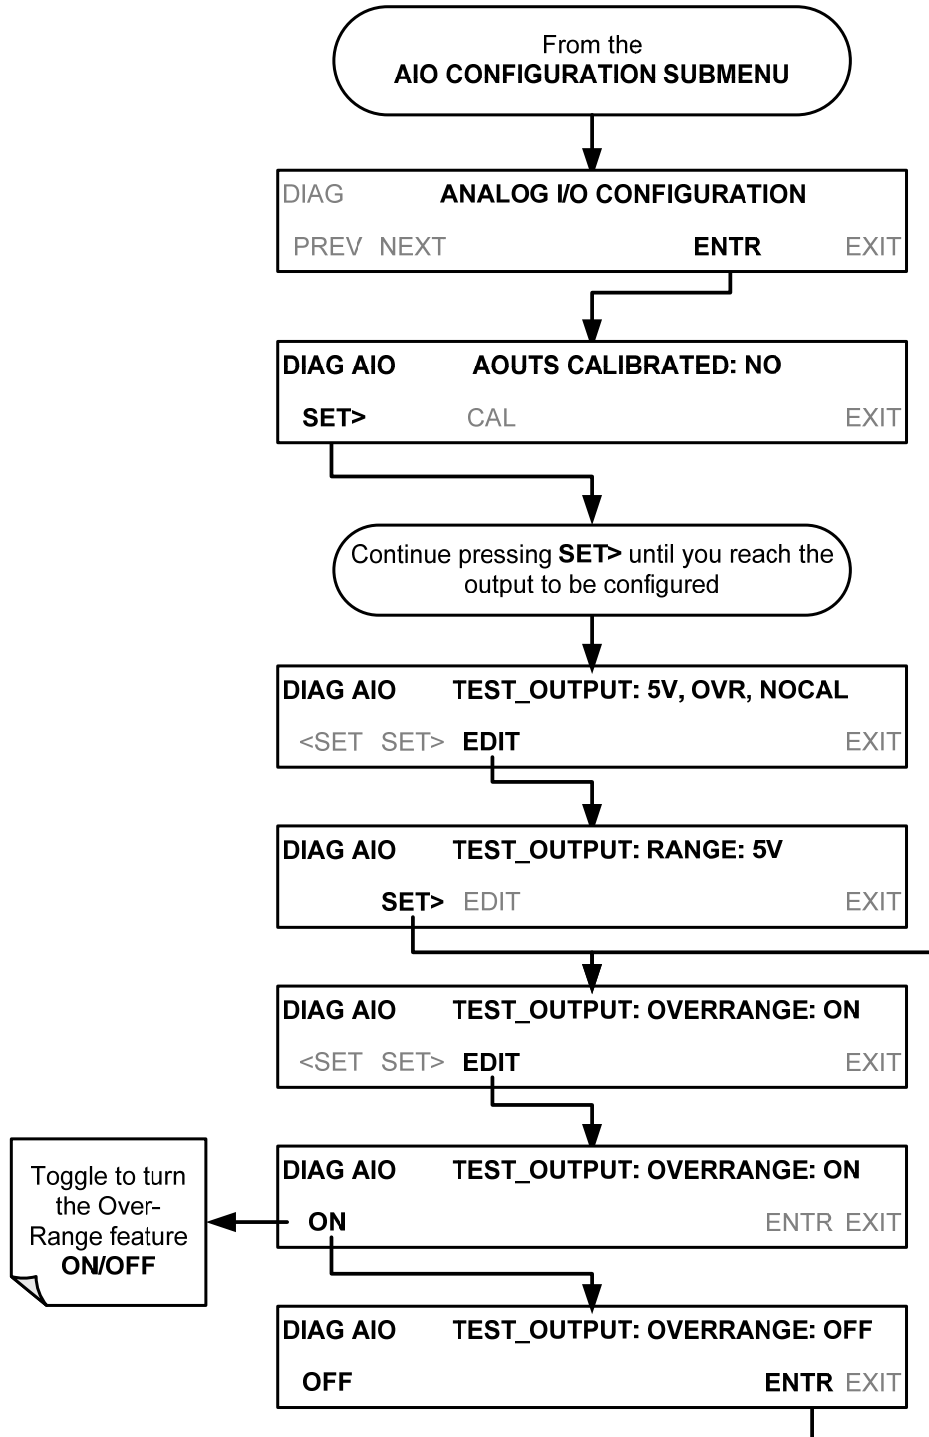 From the
AIO CONFIGURATION SUBMENU
DIAG ANALOG I/O CONFIGURATION
PREV NEXT ENTR EXIT
DIAG AIO AOUTS CALIBRATED: NO
SET> CAL EXIT
Continue pressing SET> until you reach the
output to be configured
DIAG AIO TEST_OUTPUT: 5V, OVR, NOCAL
<SET SET> EDIT EXIT
DIAG AIO TEST_OUTPUT: RANGE: 5V
SET> EDIT EXIT
DIAG AIO TEST_OUTPUT: OVERRANGE: ON
<SET SET> EDIT EXIT
Toggle to turn
the Over-
Range feature
ON/OFF
DIAG AIO TEST_OUTPUT: OVERRANGE: ON
ON ENTR EXIT
DIAG AIO TEST_OUTPUT: OVERRANGE: OFF
OFF ENTR EXIT